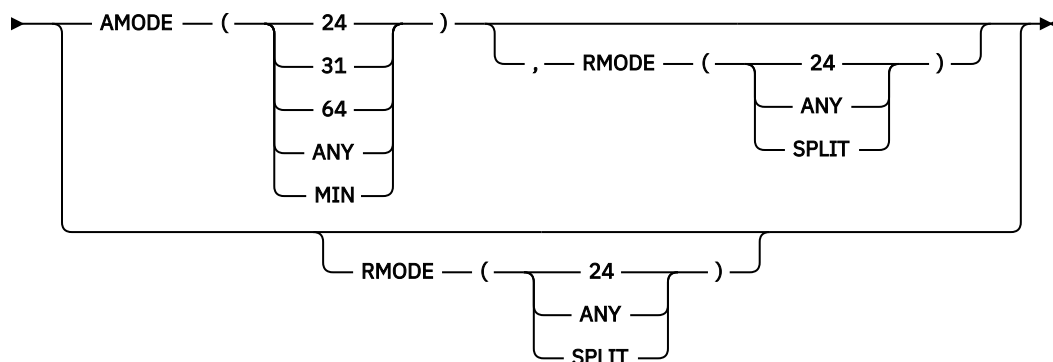 AMODE ( 24 )
31
, RMODE ( 24 )
64
ANY
ANY
SPLIT
MIN
RMODE ( 24 )
ANY
SPLIT